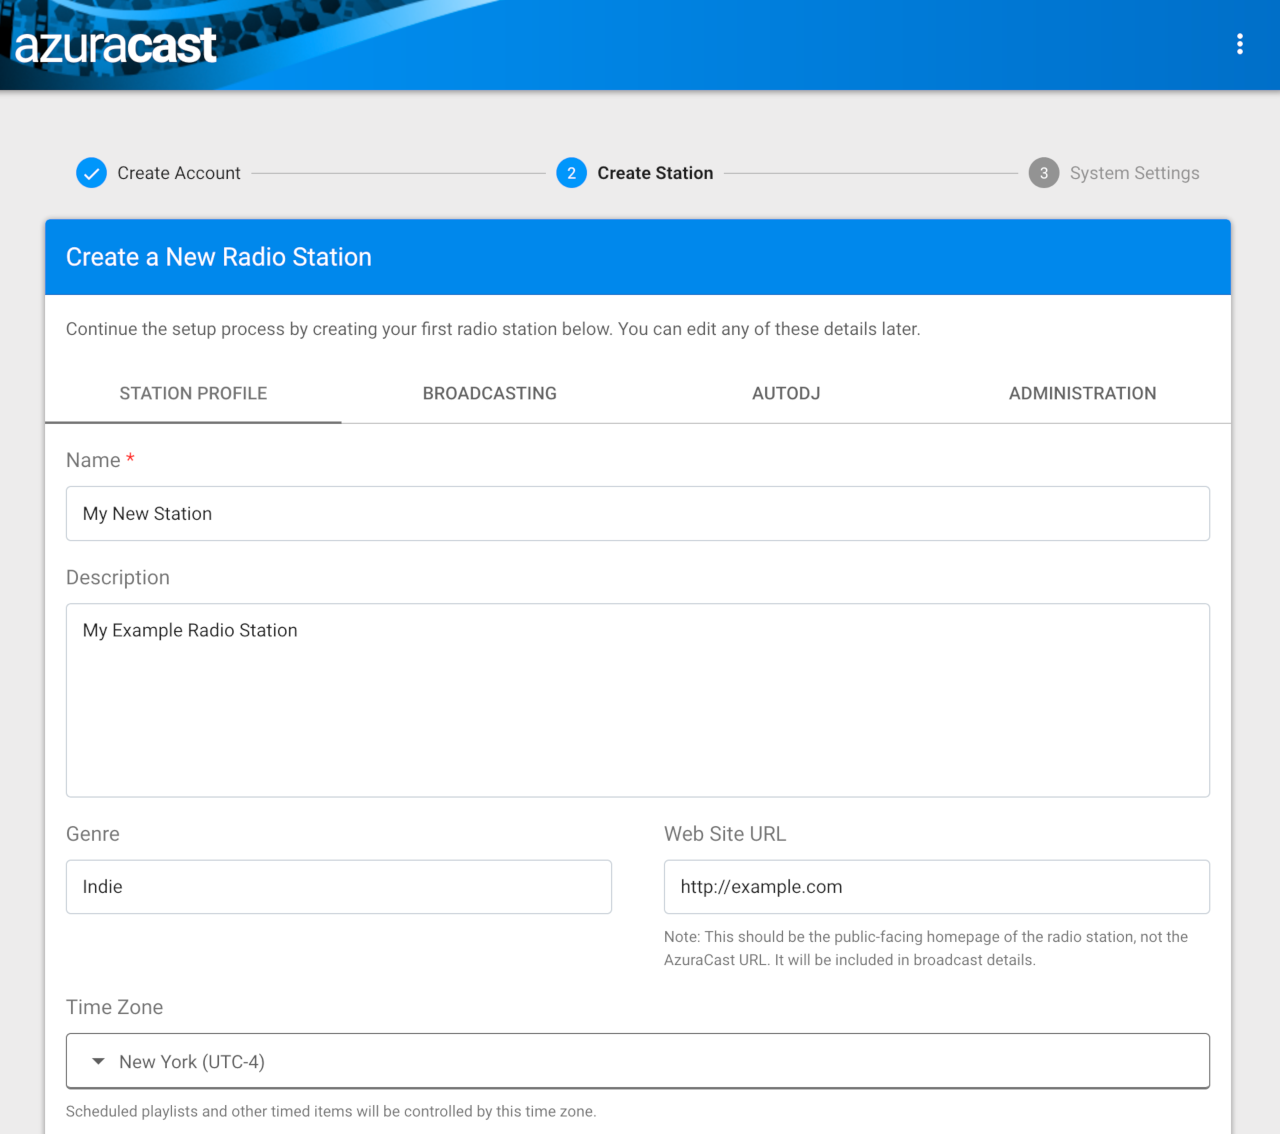 azuracast
Create Account
2 Create Station
3 System Settings
Create a New Radio Station
Continue the setup process by creating your first radio station below. You can edit any of these details later.
STATION PROFILE BROADCASTING AUTODJ ADMINISTRATION
Name *
My New Station
Description
My Example Radio Station
Genre
Web Site URL
Indie
http://example.com
Note: This should be the public-facing homepage of the radio station, not the
AzuraCast URL. It will be included in broadcast details.
Time Zone
New York (UTC-4)
Scheduled playlists and other timed items will be controlled by this time zone.